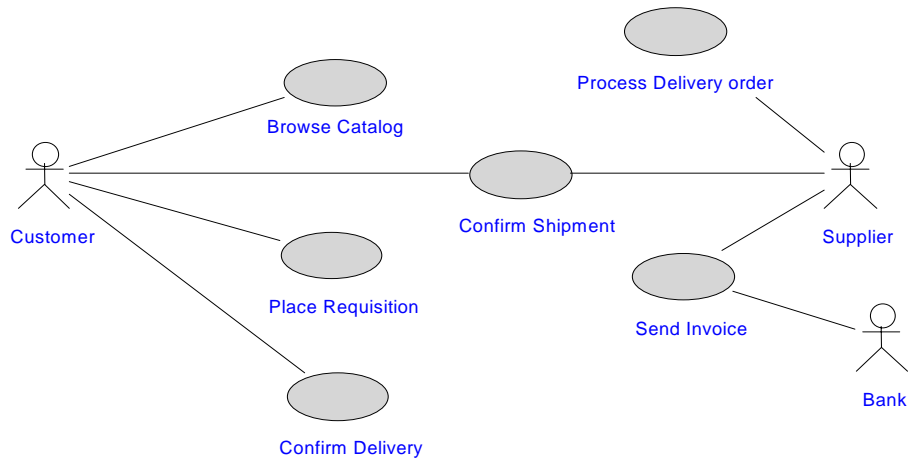 Process Delivery order
Browse Catalog
Customer
Confirm Shipment
Supplier
Place Requisition
Send Invoice
Bank
Confirm Delivery